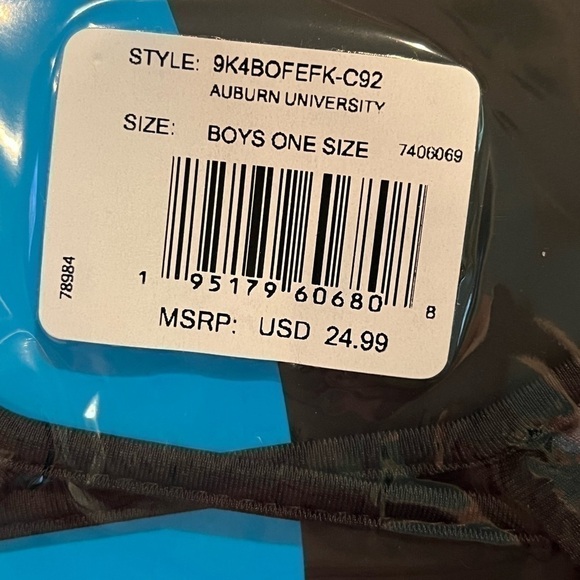 STYLE: 9K4BOFEFK-C92
AUBURN UNIVERSITY
SIZE: BOYS ONE SIZE 7406069
78984
1 95179 60680 8
MSRP: USD 24.99